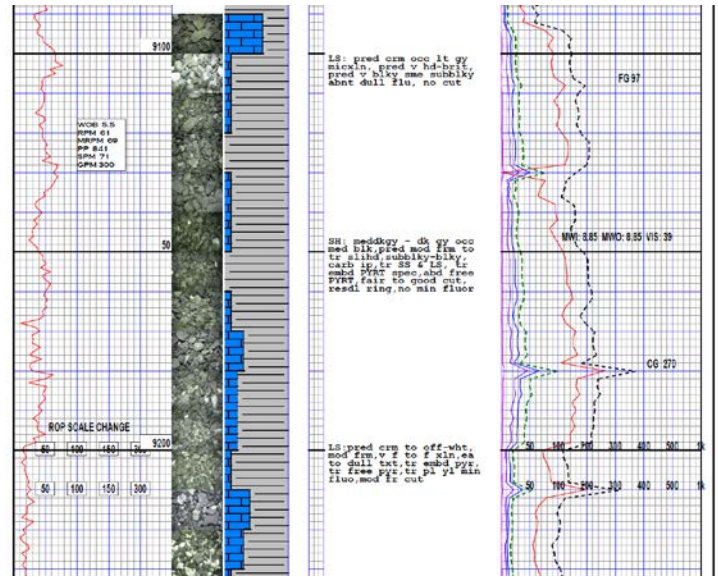 9100
LS: pred crm occ lt gy
micxln, pred v hd-brit,
pred v blky sme subblky
abnt dull flu, no cut
FG 97
WOB 5.5
RPM 61
MRPM 69
PP 841
SPM 71
GPM 300
50
SH: meddkgy - dk gy occ
med blk,pred mod frm to
tr slihd,subblky-blky,
carb ip,tr SS & LS, tr
embd PYRT spec,abd free
PYRT,fair to good cut,
resdl ring,no min fluor
MWI: 8.85 MWO: 8.85 VIS: 39
CG 270
ROP SCALE CHANGE
9200
50 100 150 300
50 100 200 300 400 500
LS:pred crm to off-wht,
mod frm,v f to f xln,ea
to dull txt,tr embd pyr,
tr free pyr,tr pl yl min
fluo,mod fr cut
50 100 150 300
50 100 200 300 400 500